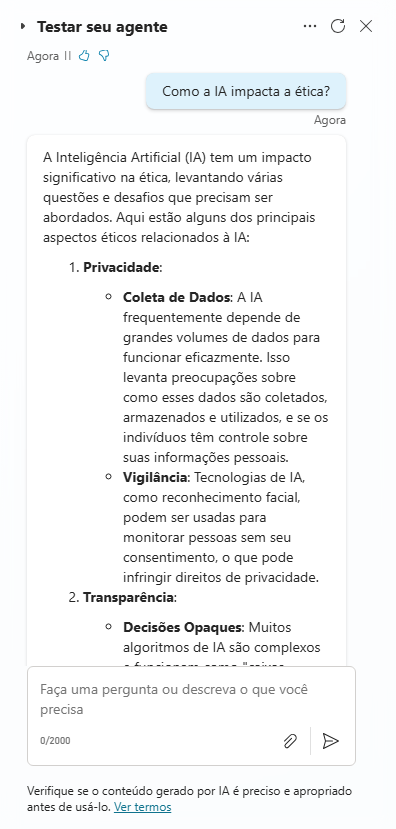 Testar seu agente
Agora
Como a IA impacta a ética?
Agora
A Inteligência Artificial (IA) tem um impacto
significativo na ética, levantando várias
questões e desafios que precisam ser
abordados. Aqui estão alguns dos principais
aspectos éticos relacionados à IA:
1. Privacidade:
Coleta de Dados: A IA
frequentemente depende de
grandes volumes de dados para
funcionar eficazmente. Isso
levanta preocupações sobre
como esses dados são coletados,
armazenados e utilizados, e se os
indivíduos têm controle sobre
suas informações pessoais.
Vigilância: Tecnologias de IA,
como reconhecimento facial,
podem ser usadas para
monitorar pessoas sem seu
consentimento, o que pode
infringir direitos de privacidade.
2. Transparência:
Decisões Opacas: Muitos
algoritmos de IA são complexos
Faça uma pergunta ou descreva o que você
precisa
0/2000
Verifique se o conteúdo gerado por IA é preciso e apropriado
antes de usá-lo. Ver termos